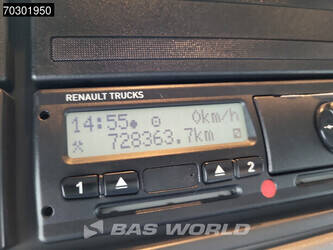 70301950
RENAULT TRUCKS
14:55 0km/h
728363.7km
1 2
BAS WORLD